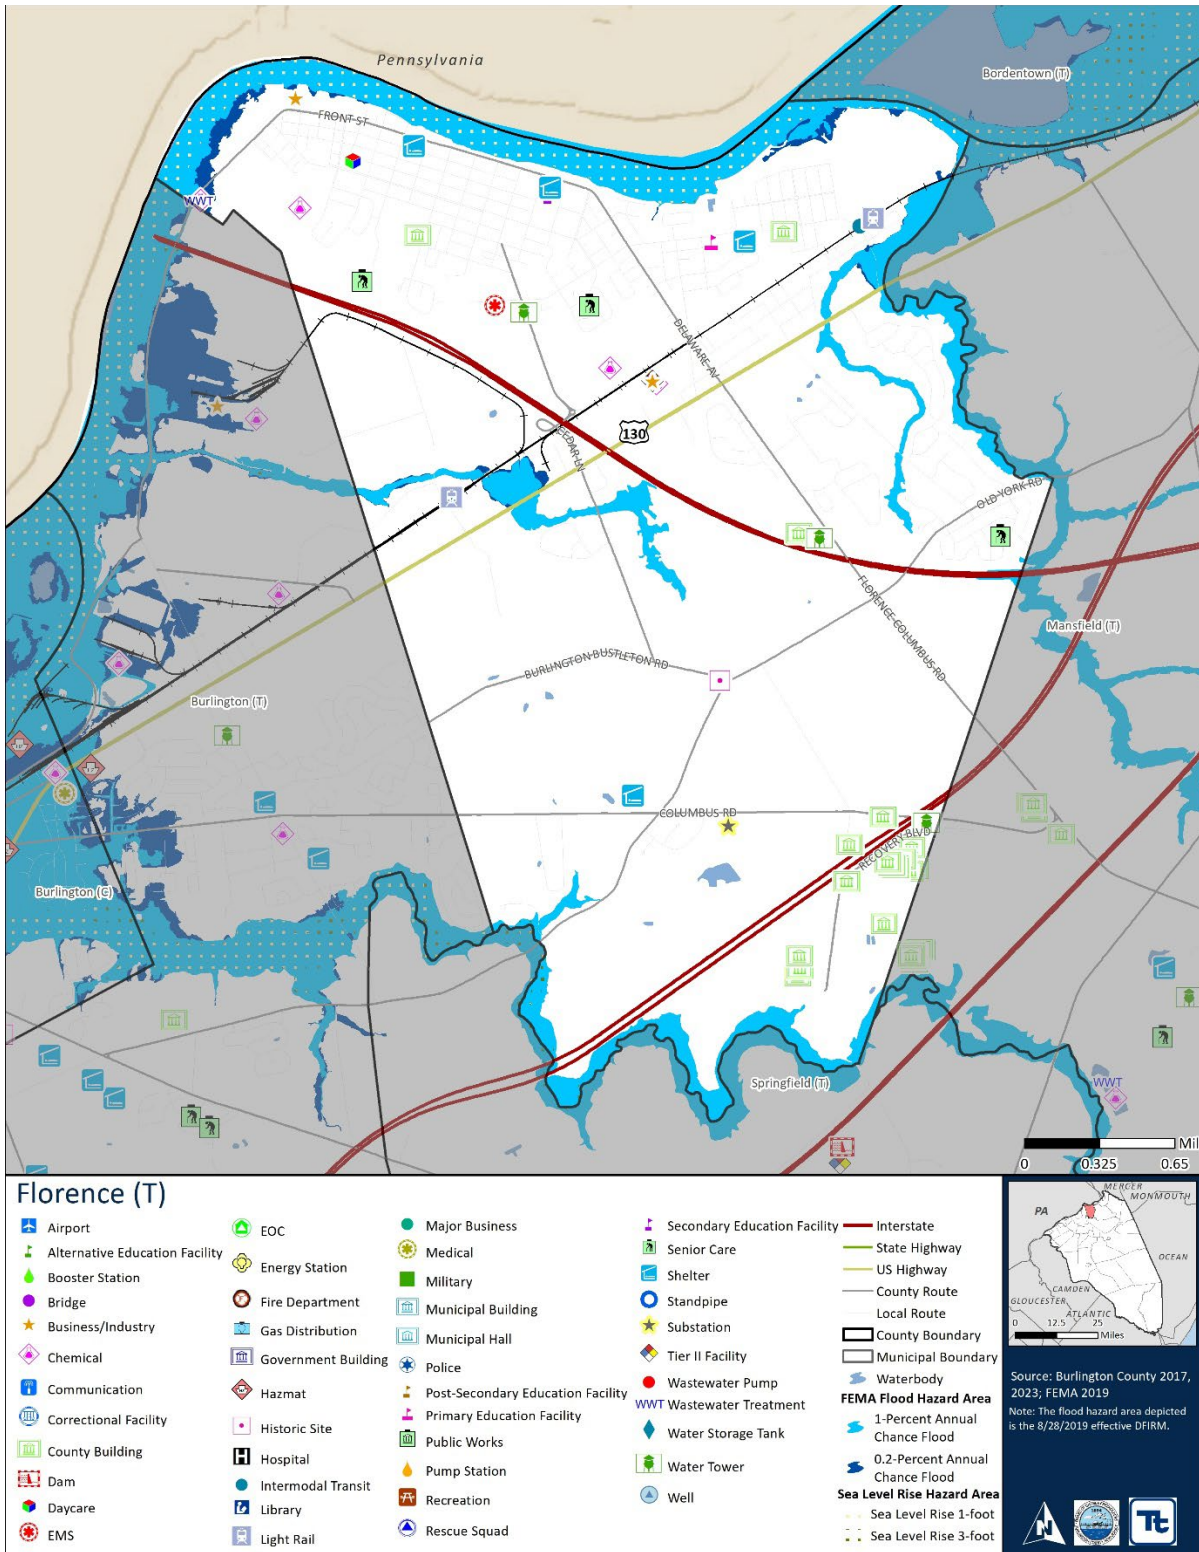 Pennsylvania
Bordentown (T)
FRONT ST
WWT
DELAWARE AV
130
CEDAR LN
OLD YORK RD
FLORENCE COLUMBUS RD
Mansfield (T)
BURLINGTON BUSTLETON RD
Burlington (T)
COLUMBUS RD
RECOVERY BLVD
Burlington (C)
Springfield (T)
WWT
0 0.325 0.65
Florence (T)
Airport
Alternative Education Facility
Booster Station
Bridge
Business/Industry
Chemical
Communication
Correctional Facility
County Building
Dam
Daycare
EMS
EOC
Energy Station
Fire Department
Gas Distribution
Government Building
Hazmat
Historic Site
Hospital
Intermodal Transit
Library
Light Rail
Major Business
Medical
Military
Municipal Building
Municipal Hall
Police
Post-Secondary Education Facility
Primary Education Facility
Public Works
Pump Station
Recreation
Rescue Squad
Secondary Education Facility
Senior Care
Shelter
Standpipe
Substation
Tier II Facility
Wastewater Pump
WWT Wastewater Treatment
Water Storage Tank
Water Tower
Well
Interstate
State Highway
US Highway
County Route
Local Route
County Boundary
Municipal Boundary
Waterbody
FEMA Flood Hazard Area
1-Percent Annual
Chance Flood
0.2-Percent Annual
Chance Flood
Sea Level Rise Hazard Area
Sea Level Rise 1-foot
Sea Level Rise 3-foot
MERCER
MONMOUTH
PA
OCEAN
CAMDEN
GLOUCESTER
ATLANTIC
0 12.5 25
Miles
Source: Burlington County 2017,
2023; FEMA 2019
Note: The flood hazard area depicted
is the 8/28/2019 effective DFIRM.
N
Tt